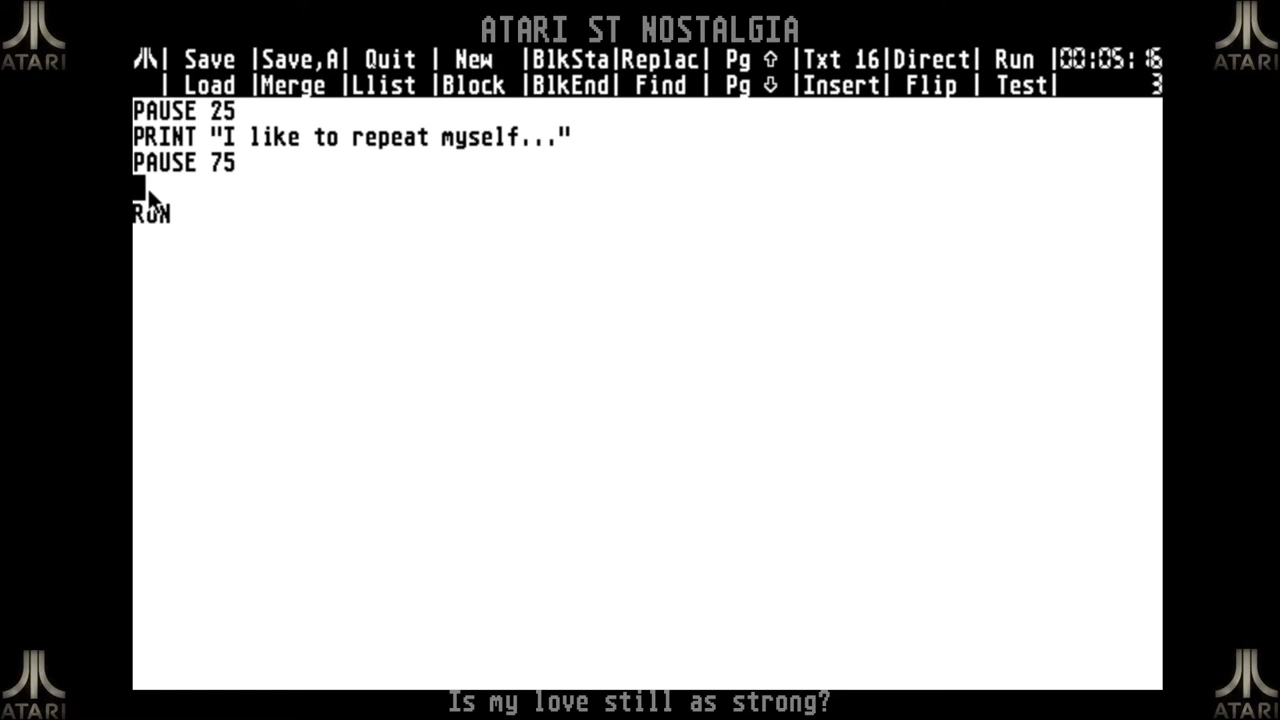 ATARI ST NOSTALGIA
| Save |Save,A| Quit | New |BlkSta|Replac| Pg ⇧ |Txt 16|Direct| Run |00:05:16
| Load |Merge |Llist |Block |BlkEnd| Find | Pg ⇩ |Insert| Flip | Test| 3
PAUSE 25
PRINT "I like to repeat myself..."
PAUSE 75
RUN
Is my love still as strong?
ATARI
ATARI
ATARI
ATARI